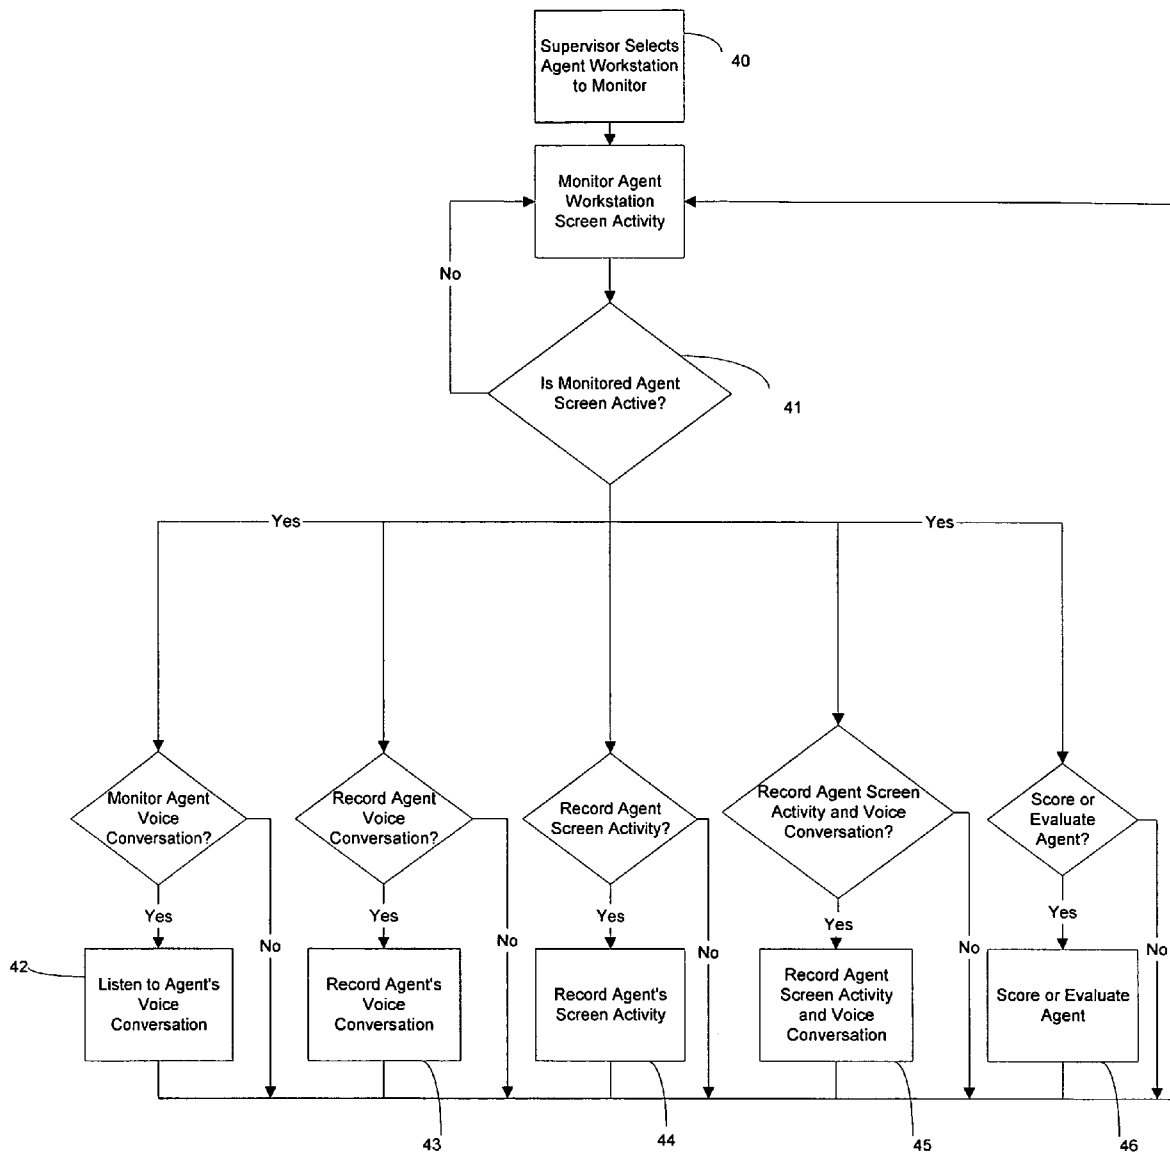 Supervisor Selects
Agent Workstation
to Monitor
40
Monitor Agent
Workstation
Screen Activity
No
Is Monitored Agent
Screen Active?
41
Yes
Yes
Monitor Agent
Voice
Conversation?
Record Agent
Voice
Conversation?
Record Agent
Screen Activity?
Record Agent Screen
Activity and Voice
Conversation?
Score or
Evaluate
Agent?
Yes
No
Yes
No
Yes
No
Yes
No
Yes
No
42
Listen to Agent's
Voice
Conversation
Record Agent's
Voice
Conversation
Record Agent's
Screen Activity
Record Agent
Screen Activity
and Voice
Conversation
Score or Evaluate
Agent
43
44
45
46